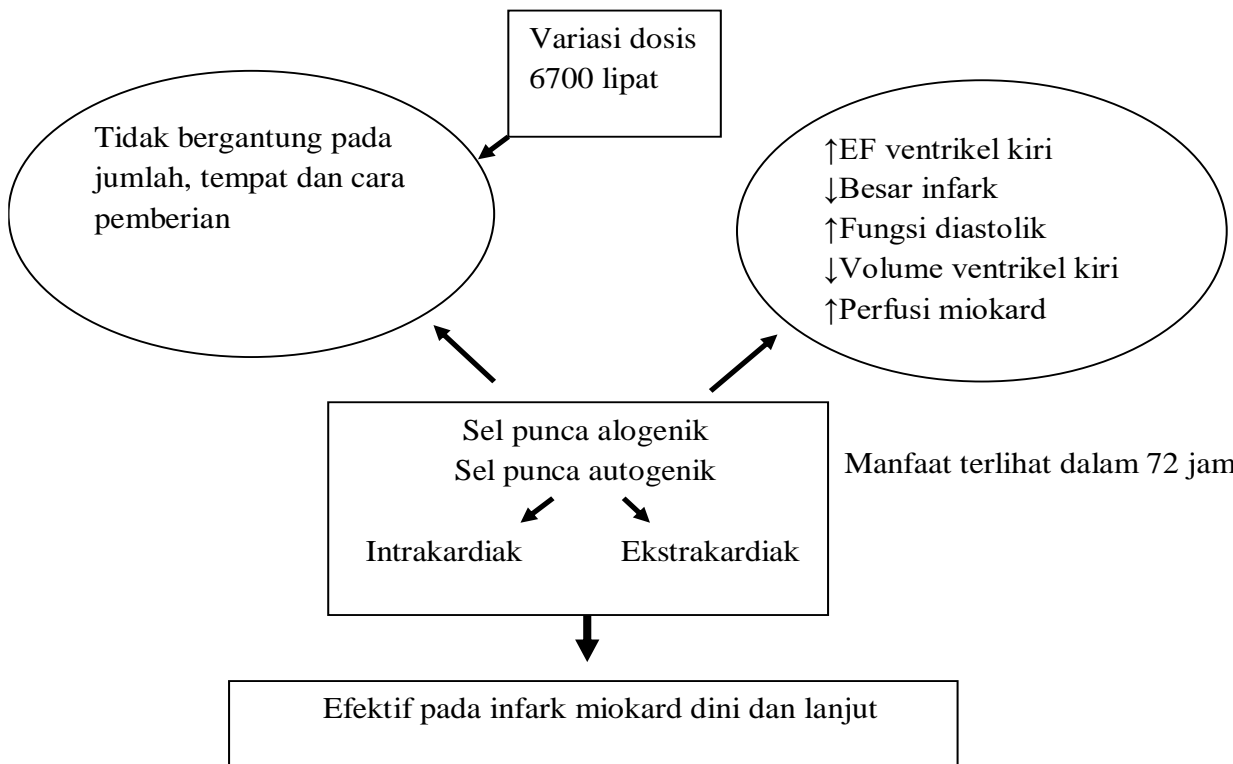 Variasi dosis
6700 lipat
Tidak bergantung pada
jumlah, tempat dan cara
pemberian
↑EF ventrikel kiri
↓Besar infark
↑Fungsi diastolik
↓Volume ventrikel kiri
↑Perfusi miokard
Sel punca alogenik
Sel punca autogenik
Intrakardiak Ekstrakardiak
Manfaat terlihat dalam 72 jam
Efektif pada infark miokard dini dan lanjut